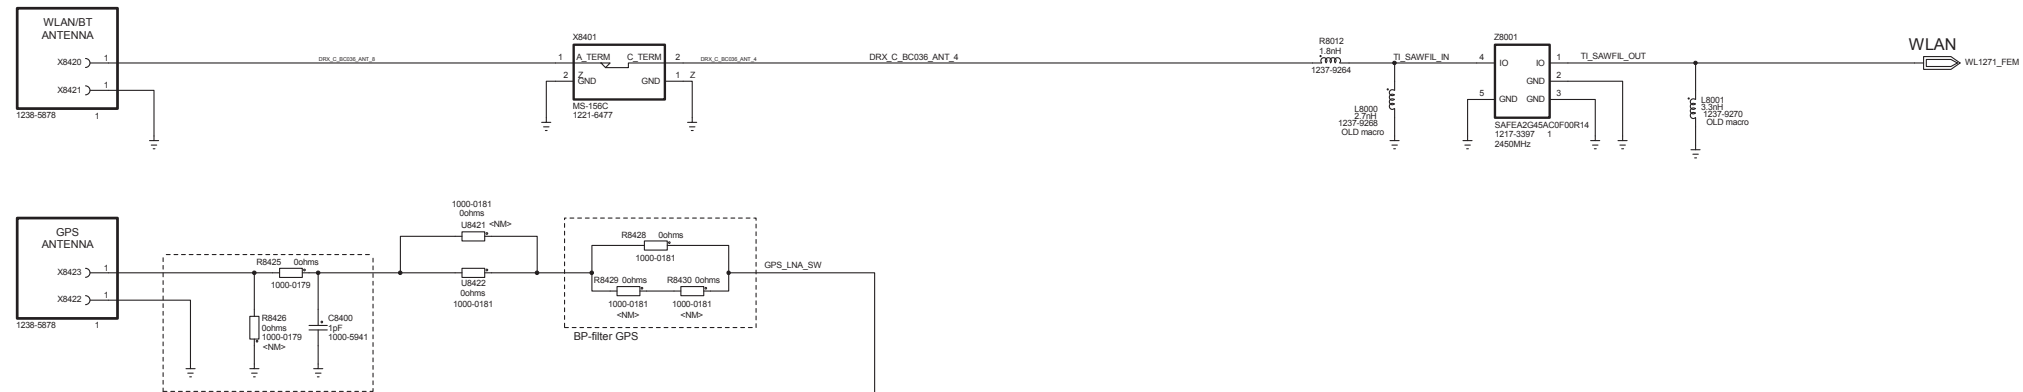 WLAN/BT
ANTENNA
X8420 1
X8421 1
1238-5878 1
DRX_C_BC036_ANT_8
X8401
1 A_TERM C_TERM 2
2 Z GND GND 1 Z
MS-156C
1221-6477
DRX_C_BC036_ANT_4
DRX_C_BC036_ANT_4
R8012
1.8nH
1237-9264
TI_SAWFIL_IN
L8000
2.7nH
1237-9268
OLD macro
Z8001
4 IO IO 1
GND 2
5 GND GND 3
SAFEA2G45AC0F00R14
1217-3397 1
2450MHz
TI_SAWFIL_OUT
L8001
3.3nH
1237-9270
OLD macro
WLAN
WL1271_FEM
GPS
ANTENNA
X8423 1
X8422 1
1238-5878 1
R8425 0ohms
1000-0179
R8426
0ohms
1000-0179
<NM>
C8400
1pF
1000-5941
1000-0181
0ohms
U8421 <NM>
U8422
0ohms
1000-0181
R8428 0ohms
1000-0181
R8429 0ohms R8430 0ohms
1000-0181 1000-0181
<NM> <NM>
BP-filter GPS
GPS_LNA_SW